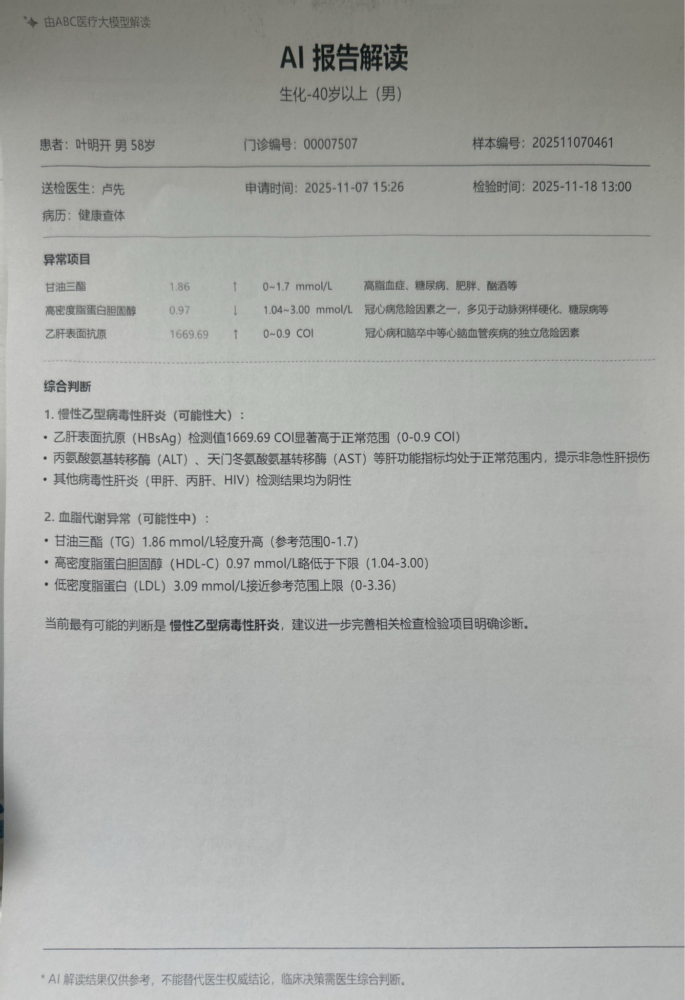 由ABC医疗大模型解读
AI 报告解读
生化-40岁以上（男）
患者：叶明开 男 58岁 门诊编号：00007507 样本编号：202511070461
送检医生：卢先 申请时间：2025-11-07 15:26 检验时间：2025-11-18 13:00
病历：健康查体
异常项目
甘油三酯 1.86 ↑ 0~1.7 mmol/L 高脂血症、糖尿病、肥胖、酗酒等
高密度脂蛋白胆固醇 0.97 ↓ 1.04~3.00 mmol/L 冠心病危险因素之一，多见于动脉粥样硬化、糖尿病等
乙肝表面抗原 1669.69 ↑ 0~0.9 COI 冠心病和脑卒中等心脑血管疾病的独立危险因素
综合判断
1. 慢性乙型病毒性肝炎（可能性大）：
• 乙肝表面抗原（HBsAg）检测值1669.69 COI显著高于正常范围（0-0.9 COI）
• 丙氨酸氨基转移酶（ALT）、天门冬氨酸氨基转移酶（AST）等肝功能指标均处于正常范围内，提示非急性肝损伤
• 其他病毒性肝炎（甲肝、丙肝、HIV）检测结果均为阴性
2. 血脂代谢异常（可能性中）：
• 甘油三酯（TG）1.86 mmol/L轻度升高（参考范围0-1.7）
• 高密度脂蛋白胆固醇（HDL-C）0.97 mmol/L略低于下限（1.04-3.00）
• 低密度脂蛋白（LDL）3.09 mmol/L接近参考范围上限（0-3.36）
当前最有可能的判断是 慢性乙型病毒性肝炎，建议进一步完善相关检查检验项目明确诊断。
* AI 解读结果仅供参考，不能替代医生权威结论，临床决策需医生综合判断。